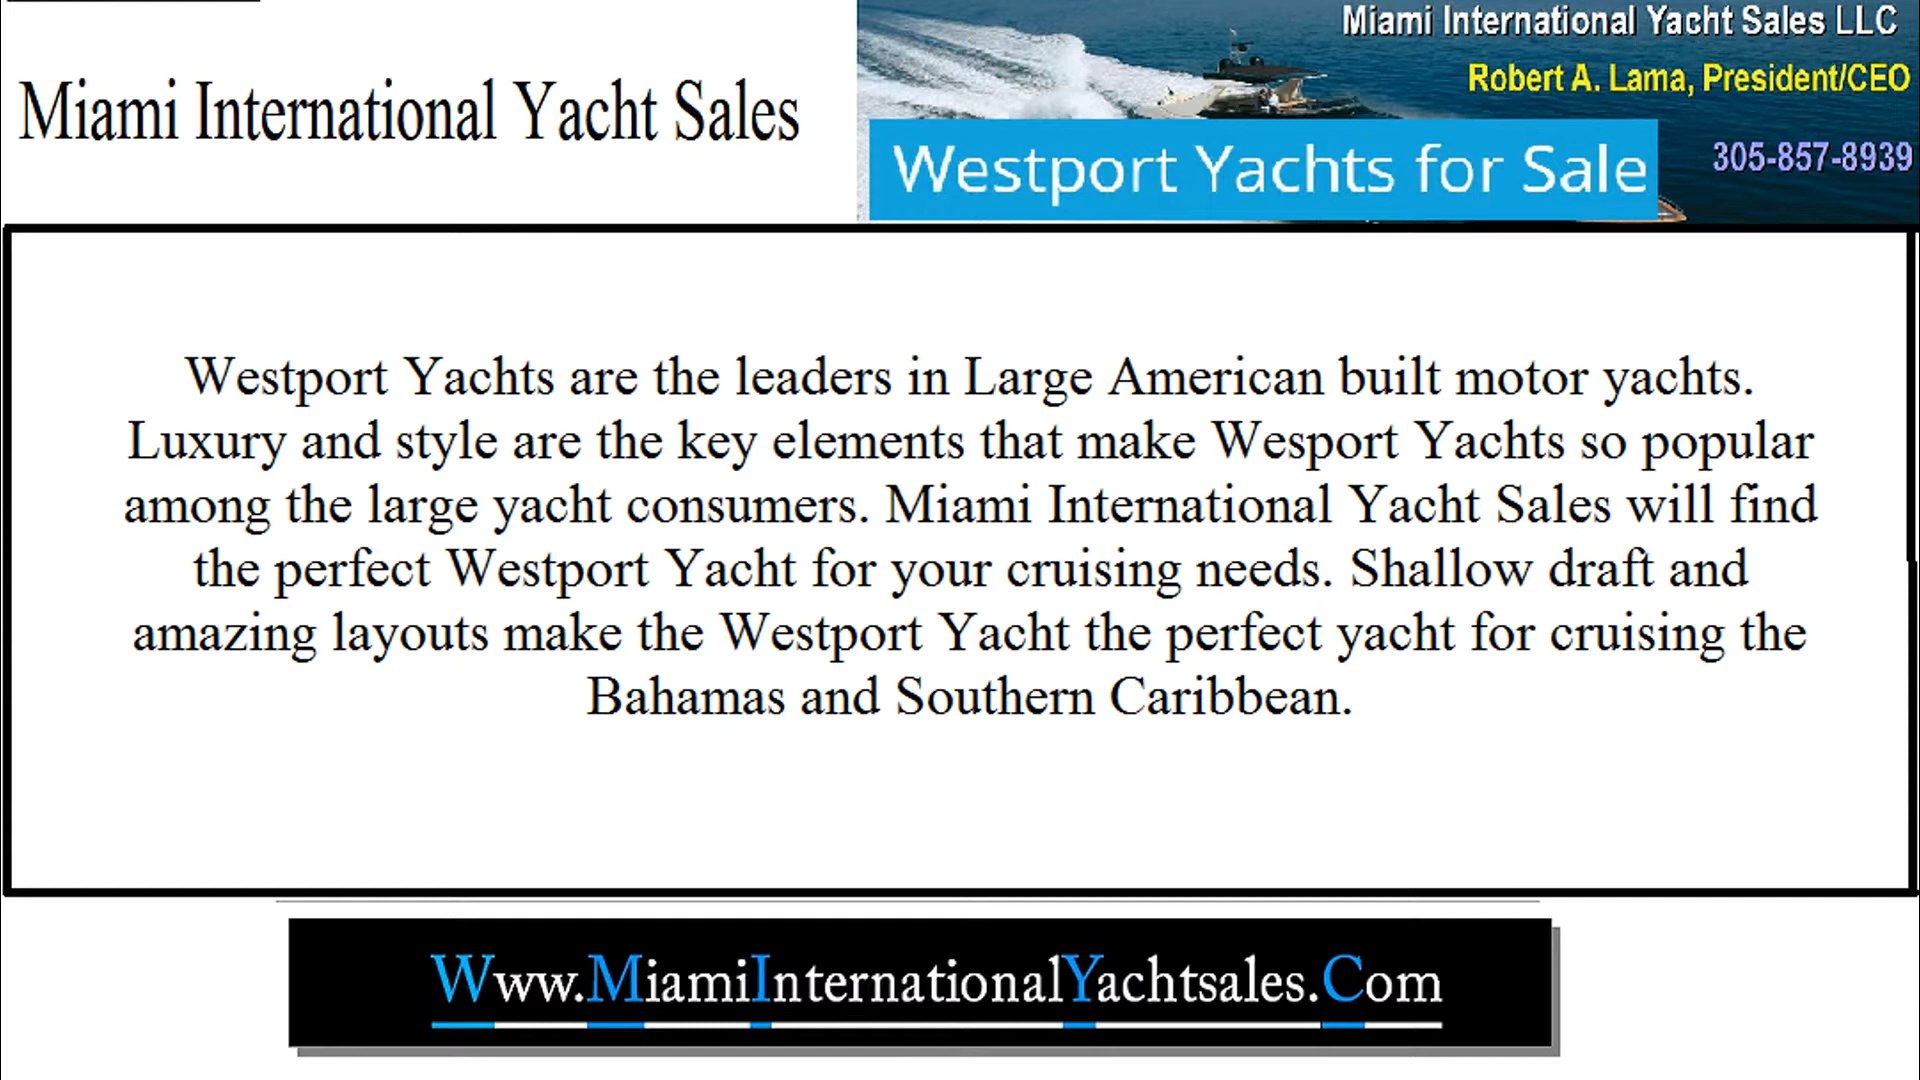 Miami International Yacht Sales LLC
Robert A. Lama, President/CEO
Miami International Yacht Sales
Westport Yachts for Sale
305-857-8939
Westport Yachts are the leaders in Large American built motor yachts.
Luxury and style are the key elements that make Wesport Yachts so popular
among the large yacht consumers. Miami International Yacht Sales will find
the perfect Westport Yacht for your cruising needs. Shallow draft and
amazing layouts make the Westport Yacht the perfect yacht for cruising the
Bahamas and Southern Caribbean.
Www.MiamiInternationalYachtsales.Com